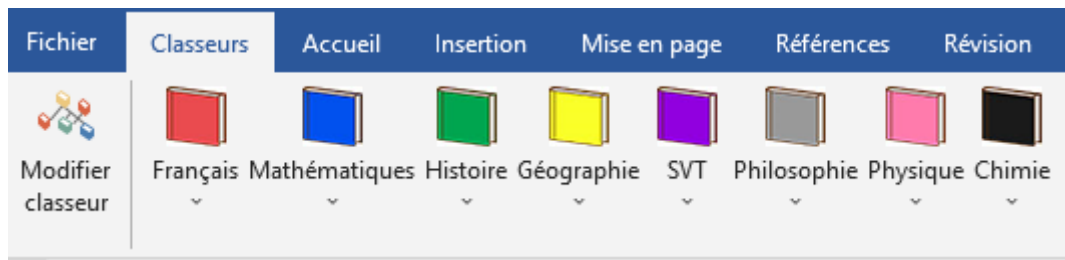 Fichier Classeurs Accueil Insertion Mise en page Références Révision
Modifier classeur
Français Mathématiques Histoire Géographie SVT Philosophie Physique Chimie